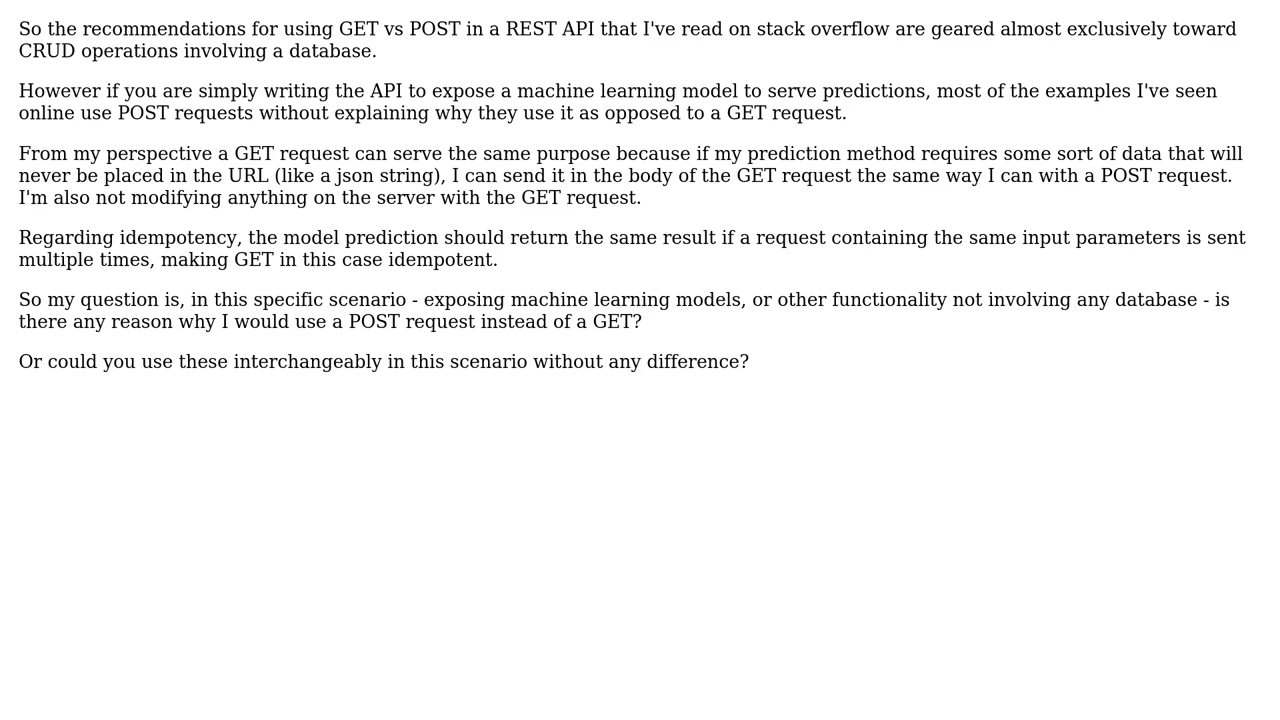 So the recommendations for using GET vs POST in a REST API that I've read on stack overflow are geared almost exclusively toward
CRUD operations involving a database.
However if you are simply writing the API to expose a machine learning model to serve predictions, most of the examples I've seen
online use POST requests without explaining why they use it as opposed to a GET request.
From my perspective a GET request can serve the same purpose because if my prediction method requires some sort of data that will
never be placed in the URL (like a json string), I can send it in the body of the GET request the same way I can with a POST request.
I'm also not modifying anything on the server with the GET request.
Regarding idempotency, the model prediction should return the same result if a request containing the same input parameters is sent
multiple times, making GET in this case idempotent.
So my question is, in this specific scenario - exposing machine learning models, or other functionality not involving any database - is
there any reason why I would use a POST request instead of a GET?
Or could you use these interchangeably in this scenario without any difference?